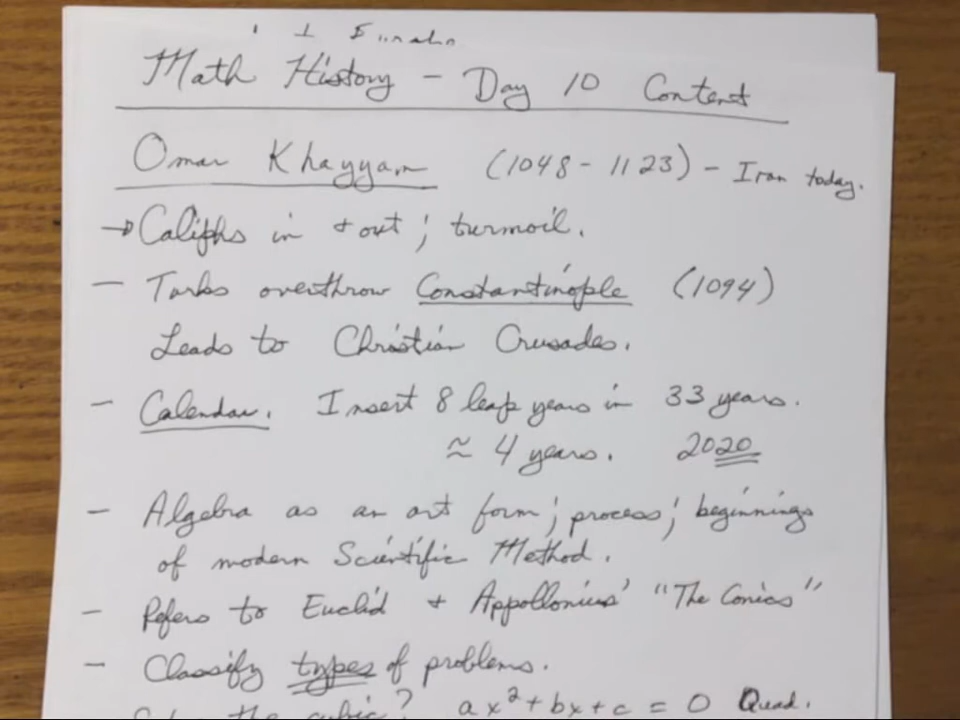 Math History - Day 10 Content
Omar Khayyam (1048 - 1123) - Iran today.
→ Caliphs in + out ; turmoil.
- Turks overthrow Constantinople (1094)
Leads to Christian Crusades.
- Calendar. Insert 8 leap years in 33 years.
≈ 4 years. 2020
- Algebra as an art form ; process ; beginnings
of modern Scientific Method.
- Refers to Euclid + Appollonius' "The Conics"
- Classify types of problems.
the cubic? ax²+bx+c = 0 Quad.